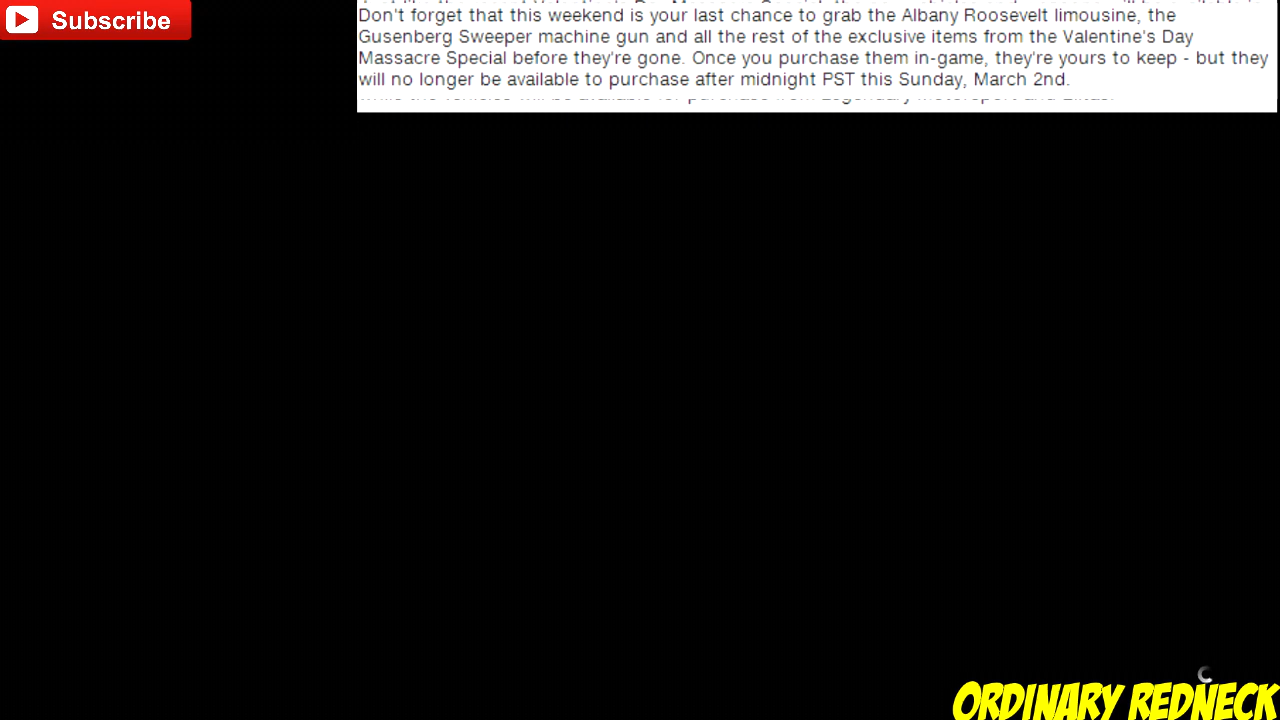 Subscribe
Don't forget that this weekend is your last chance to grab the Albany Roosevelt limousine, the
Gusenberg Sweeper machine gun and all the rest of the exclusive items from the Valentine's Day
Massacre Special before they're gone. Once you purchase them in-game, they're yours to keep - but they
will no longer be available to purchase after midnight PST this Sunday, March 2nd.
ORDINARY REDNECK